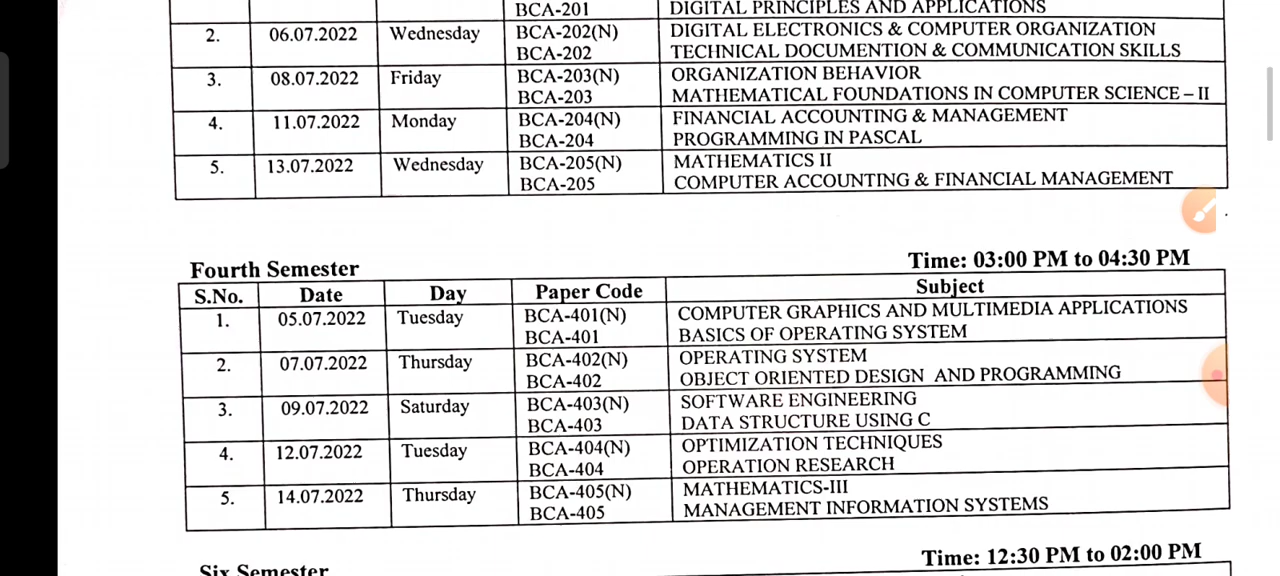 BCA-201 DIGITAL PRINCIPLES AND APPLICATIONS
2. 06.07.2022 Wednesday BCA-202(N) DIGITAL ELECTRONICS & COMPUTER ORGANIZATION
BCA-202 TECHNICAL DOCUMENTION & COMMUNICATION SKILLS
3. 08.07.2022 Friday BCA-203(N) ORGANIZATION BEHAVIOR
BCA-203 MATHEMATICAL FOUNDATIONS IN COMPUTER SCIENCE – II
4. 11.07.2022 Monday BCA-204(N) FINANCIAL ACCOUNTING & MANAGEMENT
BCA-204 PROGRAMMING IN PASCAL
5. 13.07.2022 Wednesday BCA-205(N) MATHEMATICS II
BCA-205 COMPUTER ACCOUNTING & FINANCIAL MANAGEMENT
Fourth Semester Time: 03:00 PM to 04:30 PM
S.No. Date Day Paper Code Subject
1. 05.07.2022 Tuesday BCA-401(N) COMPUTER GRAPHICS AND MULTIMEDIA APPLICATIONS
BCA-401 BASICS OF OPERATING SYSTEM
2. 07.07.2022 Thursday BCA-402(N) OPERATING SYSTEM
BCA-402 OBJECT ORIENTED DESIGN AND PROGRAMMING
3. 09.07.2022 Saturday BCA-403(N) SOFTWARE ENGINEERING
BCA-403 DATA STRUCTURE USING C
4. 12.07.2022 Tuesday BCA-404(N) OPTIMIZATION TECHNIQUES
BCA-404 OPERATION RESEARCH
5. 14.07.2022 Thursday BCA-405(N) MATHEMATICS-III
BCA-405 MANAGEMENT INFORMATION SYSTEMS
Six Semester Time: 12:30 PM to 02:00 PM